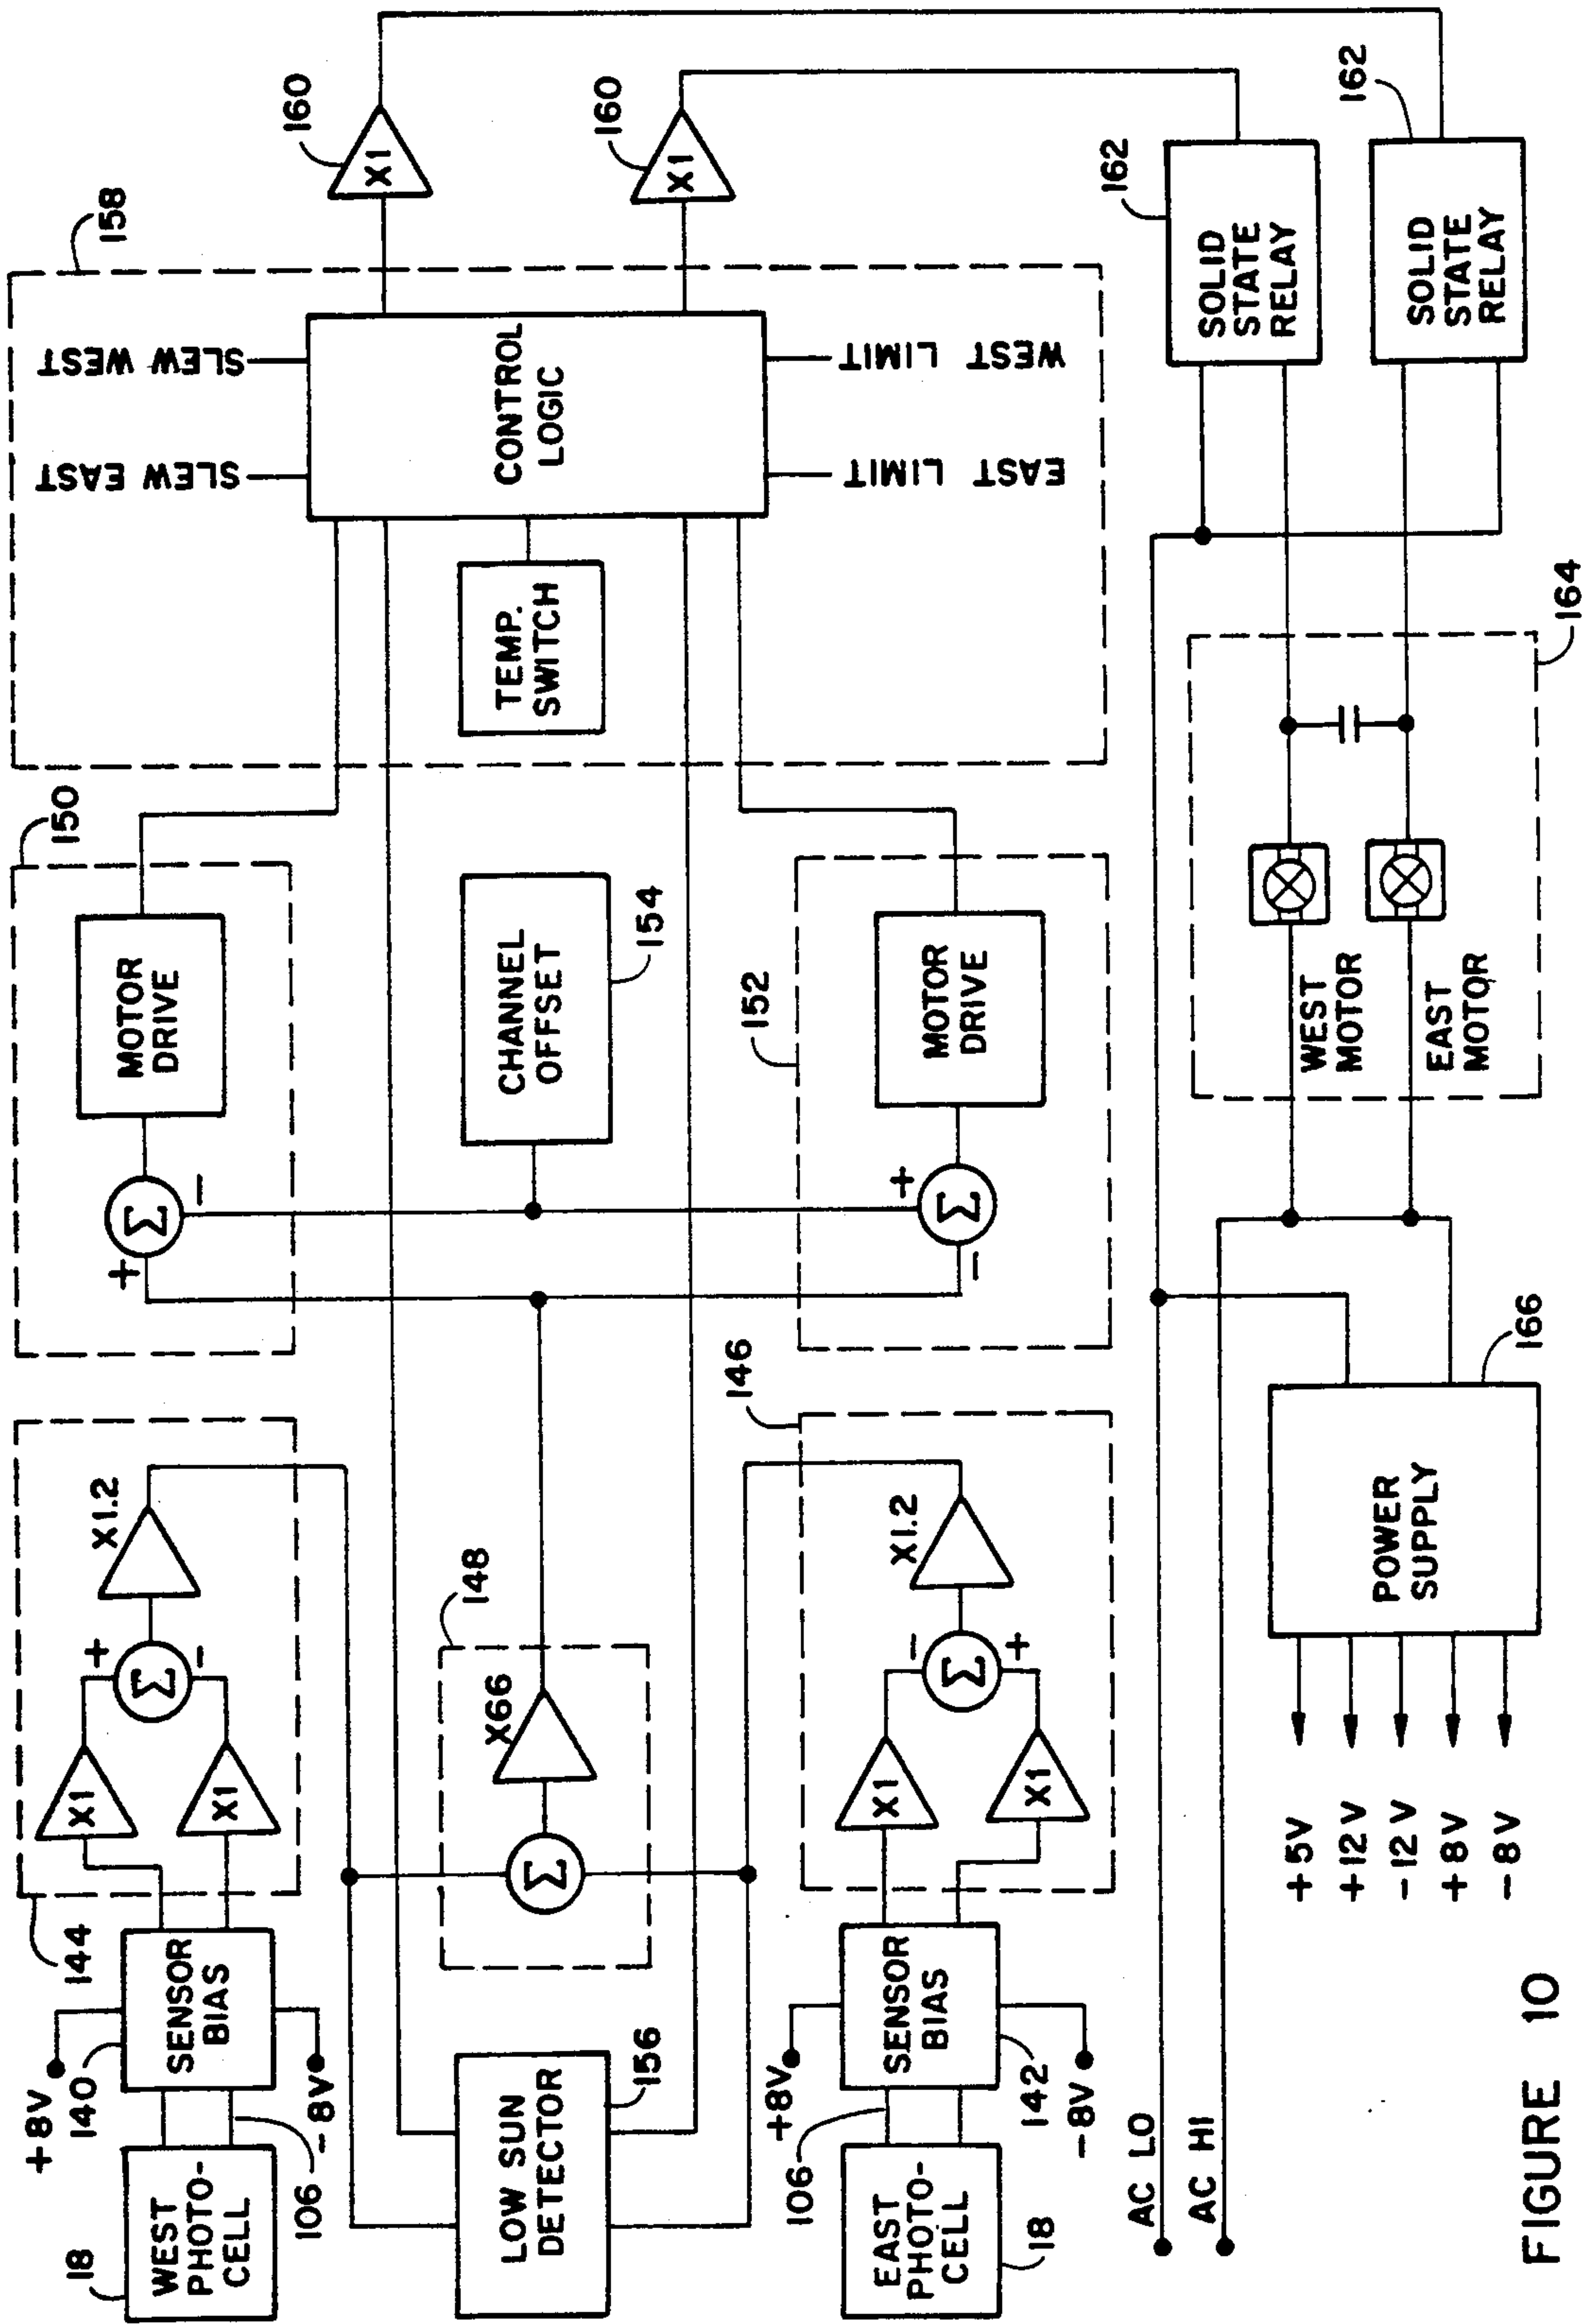 +8V
140
18
WEST
PHOTO-
CELL
106
-8V
SENSOR
BIAS
144
X1
X1
+
Σ
-
X1.2
150
+
Σ
-
MOTOR
DRIVE
158
SLEW EAST
SLEW WEST
CONTROL
LOGIC
TEMP.
SWITCH
EAST LIMIT
WEST LIMIT
160
X1
160
X1
LOW SUN
DETECTOR
156
148
Σ
X66
CHANNEL
OFFSET
154
+8V
106
EAST
PHOTO-
CELL
18
SENSOR
BIAS
142
-8V
146
X1
X1
-
Σ
+
X1.2
152
+
Σ
-
MOTOR
DRIVE
162
SOLID
STATE
RELAY
162
SOLID
STATE
RELAY
AC LO
AC HI
164
WEST
MOTOR
EAST
MOTOR
166
POWER
SUPPLY
+5V
+12V
-12V
+8V
-8V
FIGURE 10